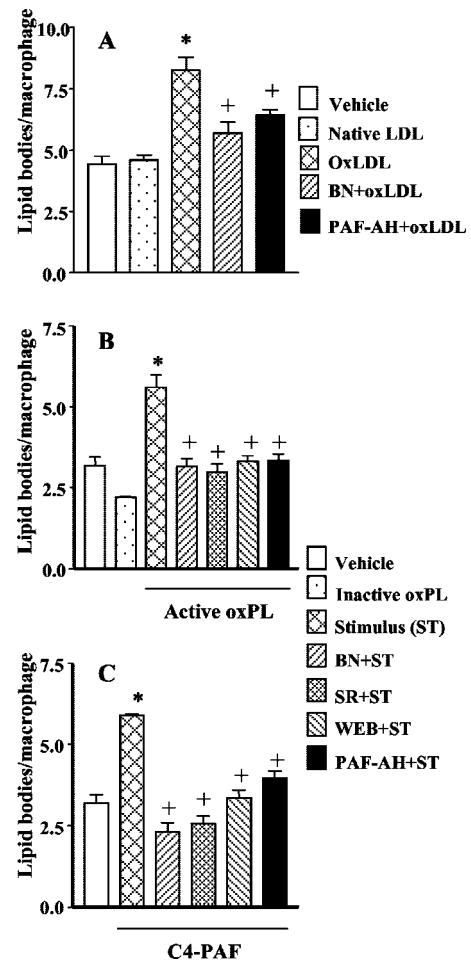 A
Lipid bodies/macrophage
10.0
7.5
5.0
2.5
0.0
*
+
+
Vehicle
Native LDL
OxLDL
BN+oxLDL
PAF-AH+oxLDL
B
Lipid bodies/macrophage
7.5
5.0
2.5
0.0
*
+
+
+
+
Active oxPL
Vehicle
Inactive oxPL
Stimulus (ST)
BN+ST
SR+ST
WEB+ST
PAF-AH+ST
C
Lipid bodies/macrophage
7.5
5.0
2.5
0.0
*
+
+
+
+
C4-PAF